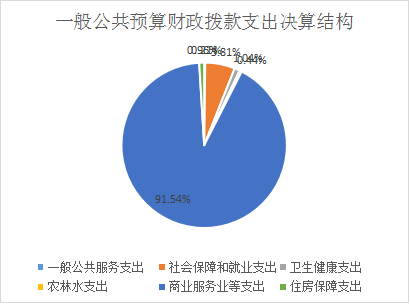 一般公共预算财政拨款支出决算结构
0.44%
91.54%
一般公共服务支出 社会保障和就业支出 卫生健康支出
农林水支出 商业服务业等支出 住房保障支出